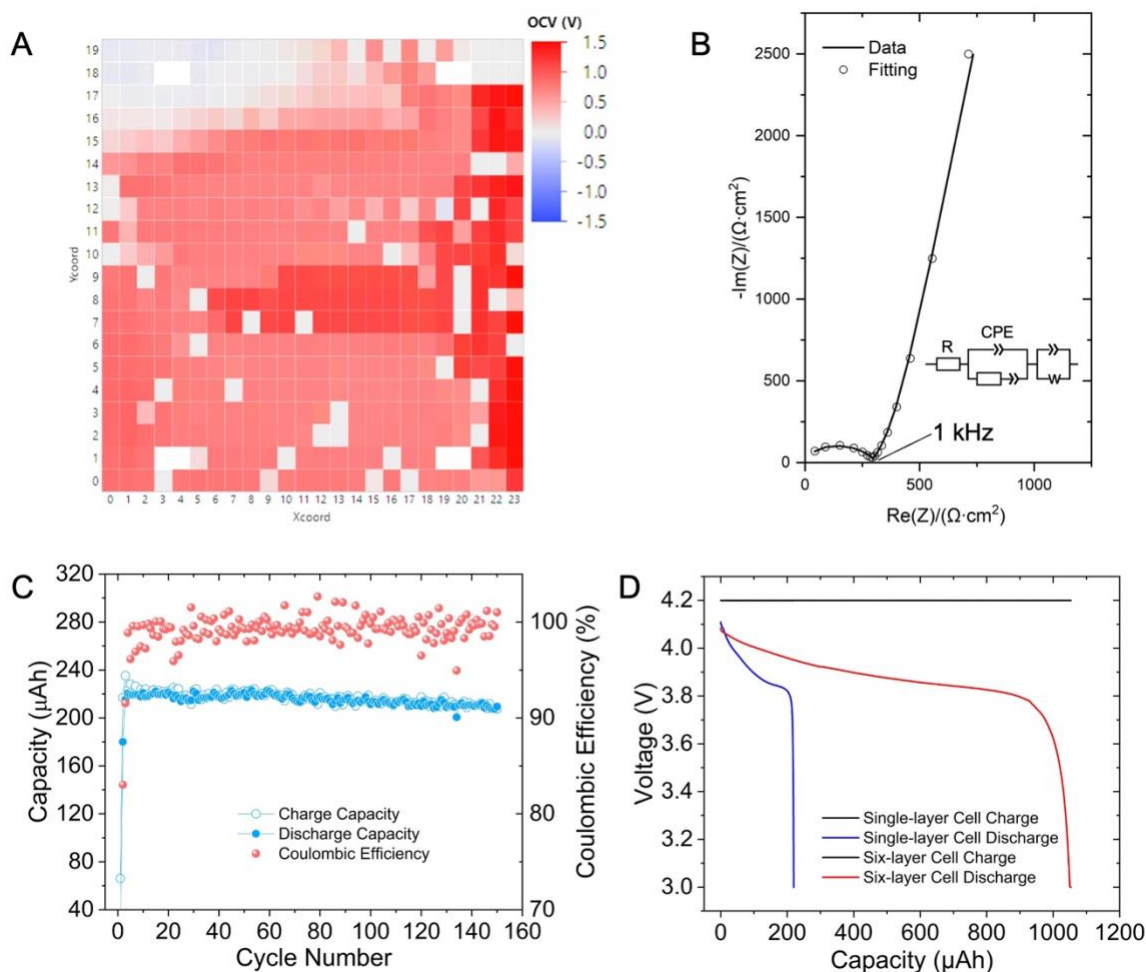 A
OCV (V)
1.5
1.0
0.5
0.0
-0.5
-1.0
-1.5
19
18
17
16
15
14
13
12
11
10
9
8
7
6
5
4
3
2
1
0
Ycoord
0 1 2 3 4 5 6 7 8 9 10 11 12 13 14 15 16 17 18 19 20 21 22 23
Xcoord
B
Data
Fitting
2500
2000
1500
1000
500
0
-Im(Z)/(Ω·cm²)
R
CPE
W
1 kHz
0 500 1000
Re(Z)/(Ω·cm²)
C
320
280
240
200
160
120
80
40
Capacity (µAh)
100
90
80
70
Coulombic Efficiency (%)
Charge Capacity
Discharge Capacity
Coulombic Efficiency
0 20 40 60 80 100 120 140 160
Cycle Number
D
4.2
4.0
3.8
3.6
3.4
3.2
3.0
Voltage (V)
Single-layer Cell Charge
Single-layer Cell Discharge
Six-layer Cell Charge
Six-layer Cell Discharge
0 200 400 600 800 1000 1200
Capacity (µAh)